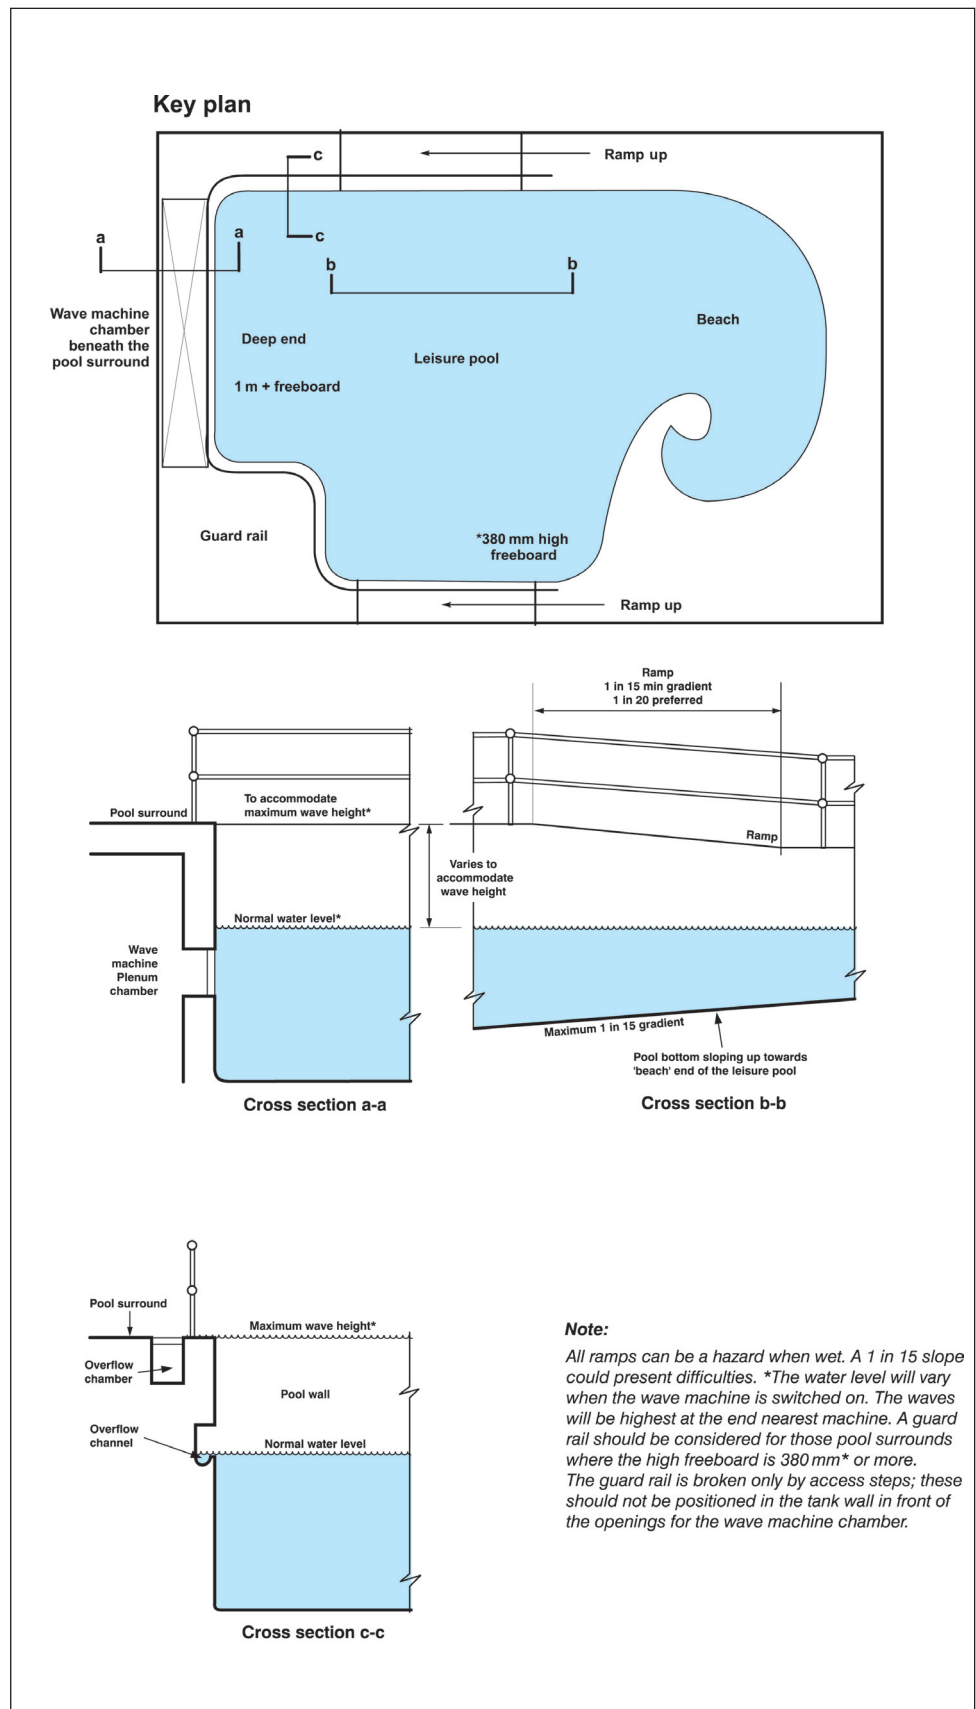 Key plan
c
Ramp up
c
a
a
b
b
Wave machine
chamber
beneath the
pool surround
Deep end
Leisure pool
Beach
1 m + freeboard
Guard rail
*380 mm high
freeboard
Ramp up
Ramp
1 in 15 min gradient
1 in 20 preferred
Pool surround
To accommodate
maximum wave height*
Ramp
Varies to
accommodate
wave height
Normal water level*
Wave
machine
Plenum
chamber
Maximum 1 in 15 gradient
Pool bottom sloping up towards
'beach' end of the leisure pool
Cross section a-a
Cross section b-b
Pool surround
Maximum wave height*
Overflow
chamber
Pool wall
Overflow
channel
Normal water level
Cross section c-c
Note:
All ramps can be a hazard when wet. A 1 in 15 slope
could present difficulties. *The water level will vary
when the wave machine is switched on. The waves
will be highest at the end nearest machine. A guard
rail should be considered for those pool surrounds
where the high freeboard is 380 mm* or more.
The guard rail is broken only by access steps; these
should not be positioned in the tank wall in front of
the openings for the wave machine chamber.